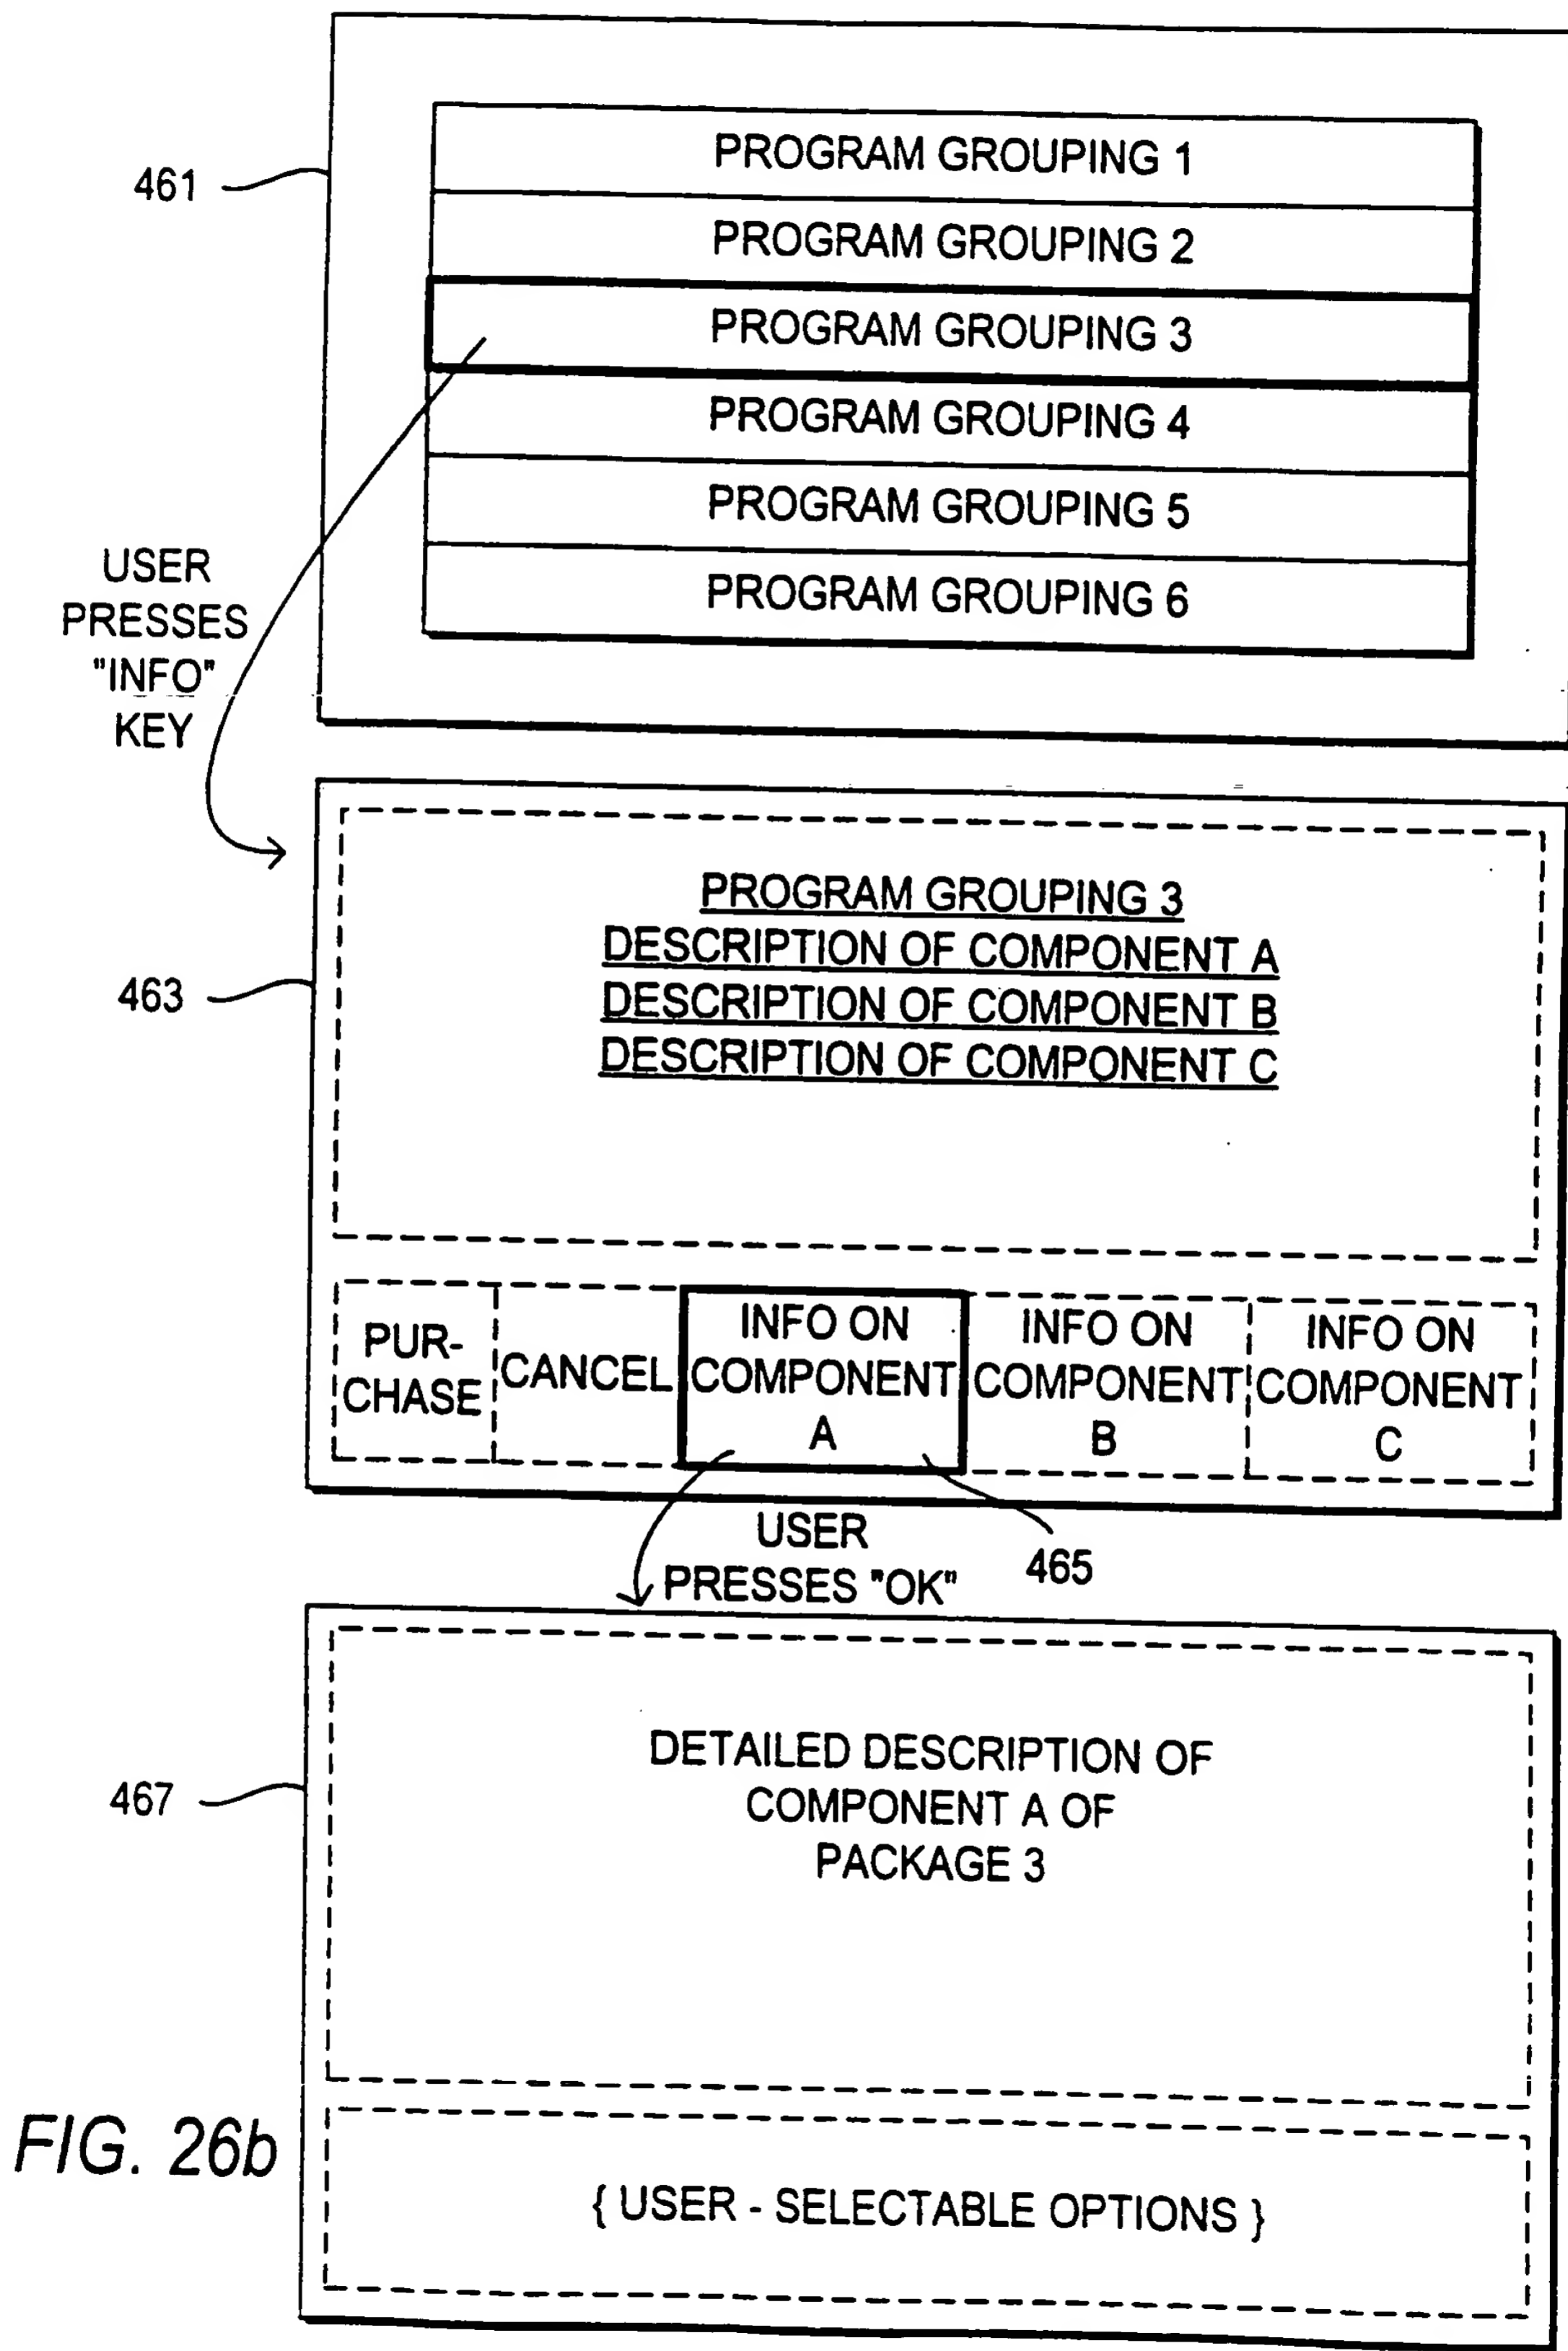 PROGRAM GROUPING 1
461
PROGRAM GROUPING 2
PROGRAM GROUPING 3
PROGRAM GROUPING 4
PROGRAM GROUPING 5
PROGRAM GROUPING 6
USER
PRESSES
"INFO"
KEY
PROGRAM GROUPING 3
DESCRIPTION OF COMPONENT A
DESCRIPTION OF COMPONENT B
DESCRIPTION OF COMPONENT C
463
PUR-
CHASE
CANCEL
INFO ON
COMPONENT
A
INFO ON
COMPONENT
B
INFO ON
COMPONENT
C
USER
PRESSES "OK"
465
DETAILED DESCRIPTION OF
COMPONENT A OF
PACKAGE 3
467
{ USER - SELECTABLE OPTIONS }
FIG. 26b